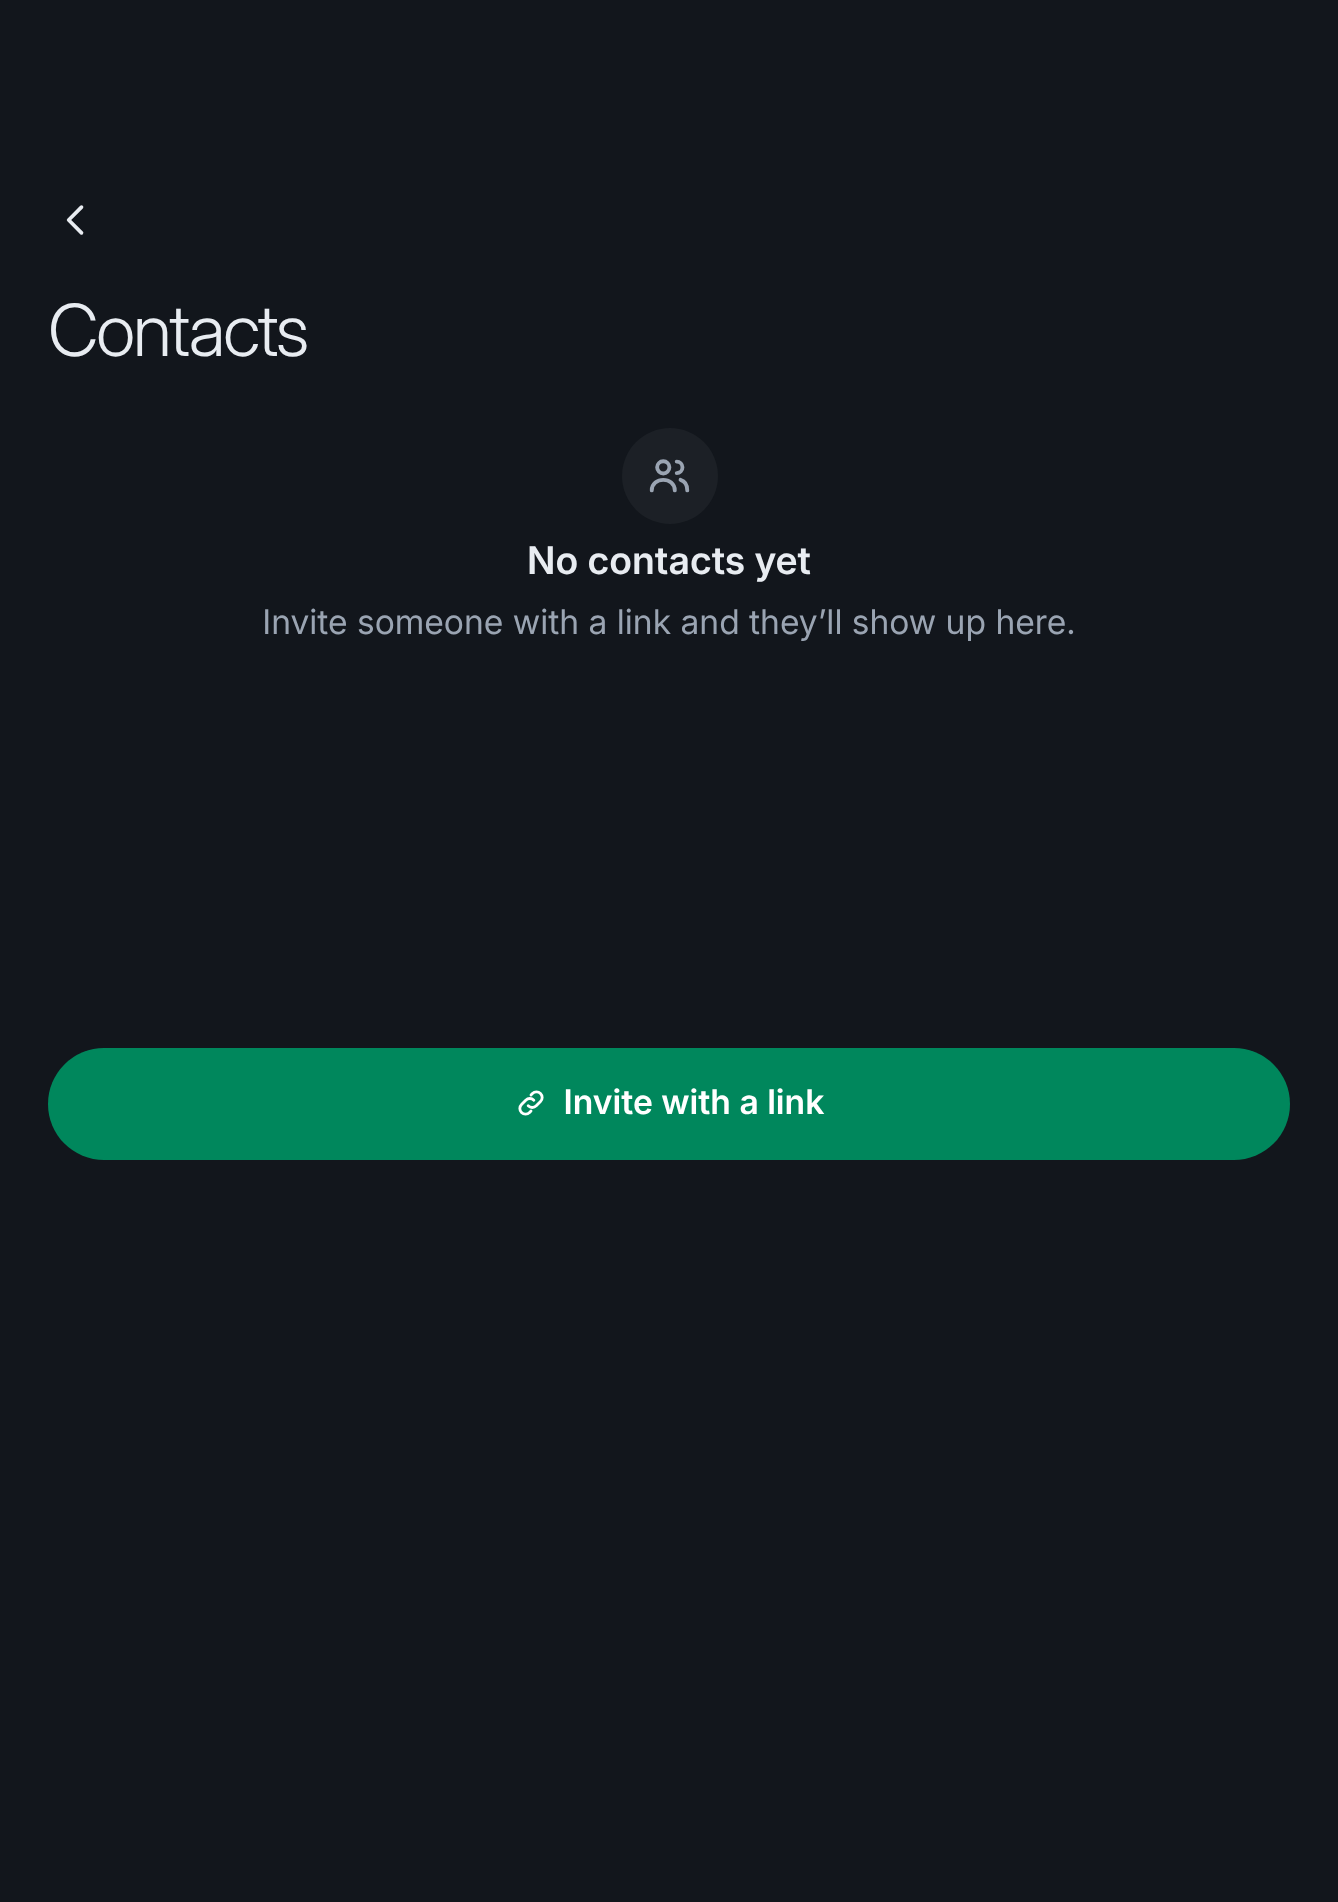 Contacts
No contacts yet
Invite someone with a link and they’ll show up here.
Invite with a link